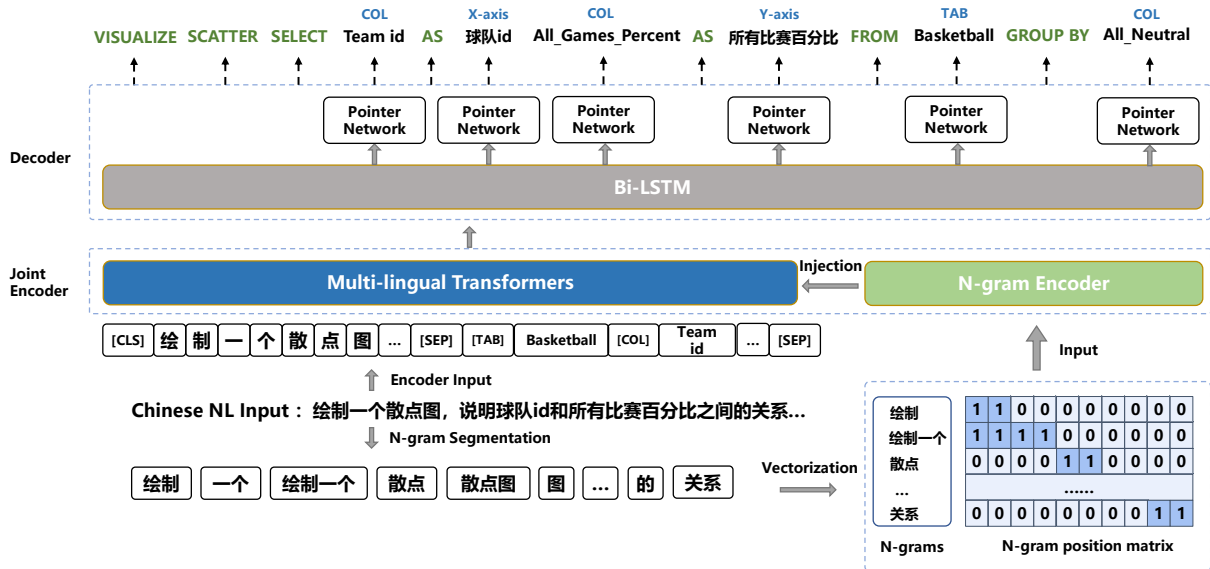 COL X-axis COL Y-axis TAB COL
VISUALIZE SCATTER SELECT Team id AS 球队id All_Games_Percent AS 所有比赛百分比 FROM Basketball GROUP BY All_Neutral
Pointer Network
Pointer Network
Pointer Network
Pointer Network
Pointer Network
Pointer Network
Decoder
Bi-LSTM
Joint
Encoder
Multi-lingual Transformers
Injection
N-gram Encoder
[CLS] 绘 制 一 个 散 点 图 ... [SEP] [TAB] Basketball [COL] Team id ... [SEP]
Encoder Input
Input
Chinese NL Input : 绘制一个散点图，说明球队id和所有比赛百分比之间的关系...
N-gram Segmentation
绘制 一个 绘制一个 散点 散点图 图 ... 的 关系
Vectorization
绘制 1 1 0 0 0 0 0 0 0 0
绘制一个 1 1 1 1 0 0 0 0 0 0
散点 0 0 0 0 1 1 0 0 0 0
... ......
关系 0 0 0 0 0 0 0 0 1 1
N-grams N-gram position matrix